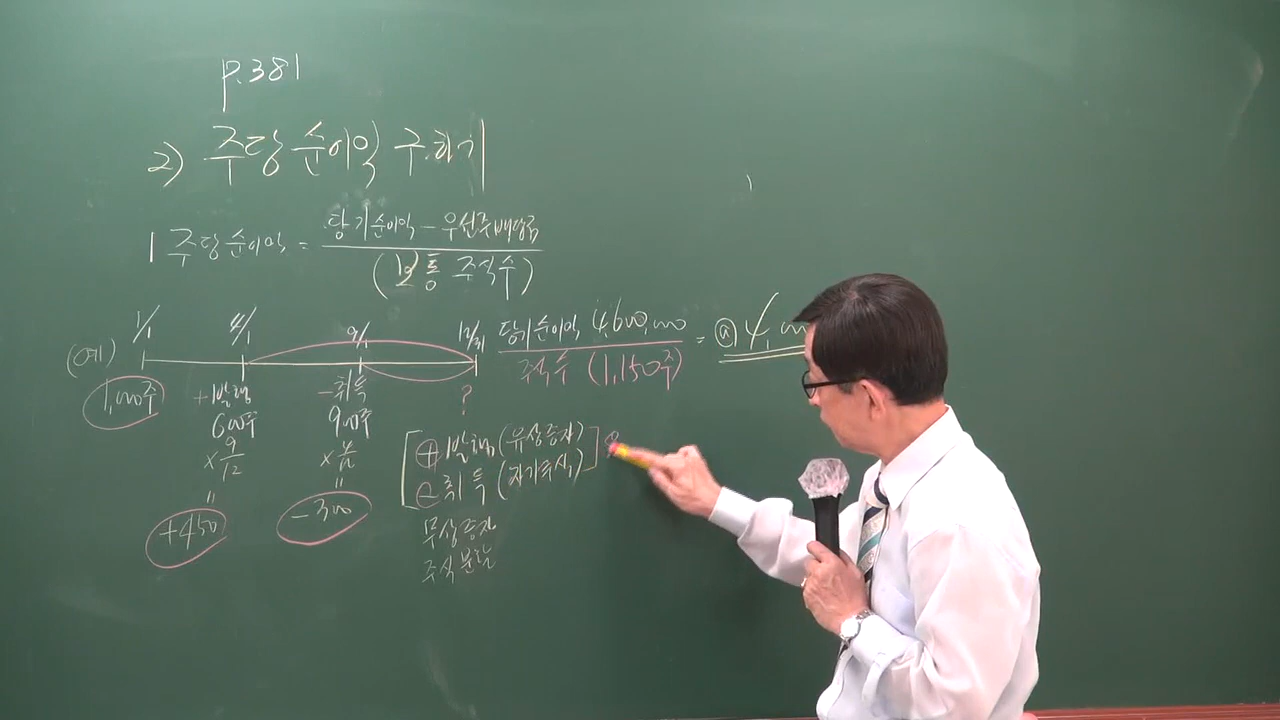 p.381
2) 주당순이익 구하기
1주당순이익 = 당기순이익 - 우선주배당금
(보통주식수)
(예) 1/1 4/1 9/1 12/31
당기순이익 4,600,000
주식수 (1,150주)
= @ 4,
1,000주
+발행
600주
× 9/12
"
+450
-취득
900주
× 4/12
"
-300
?
⊕발행(유상증자)
⊖취득(자기주식)
무상증자
주식분할